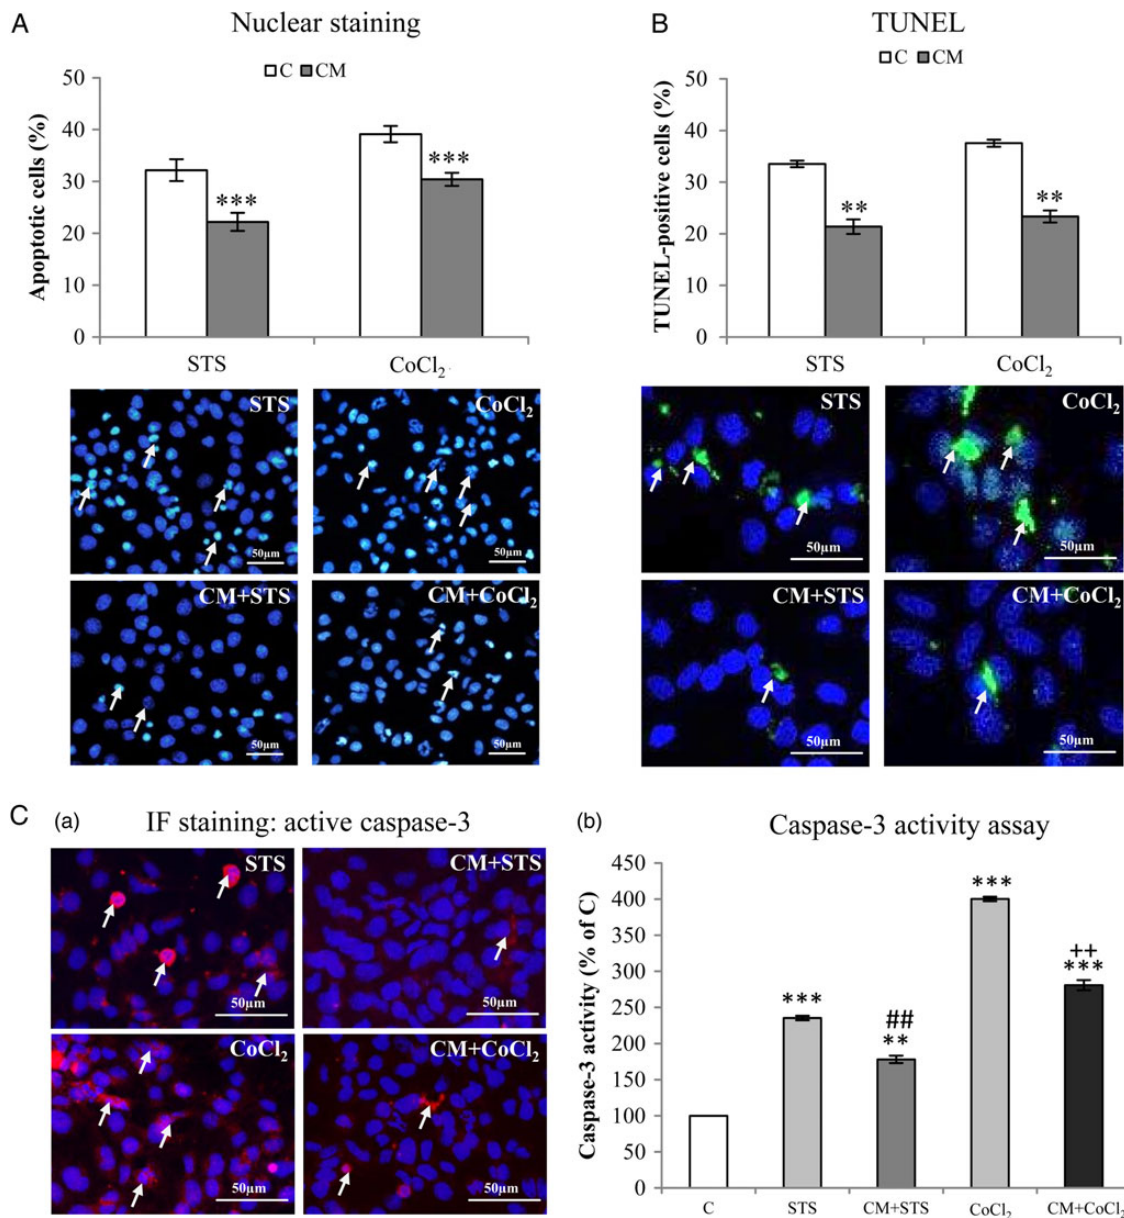 A Nuclear staining
C CM
50
40
30
20
10
0
Apoptotic cells (%)
***
***
STS CoCl₂
STS CoCl₂
50µm 50µm
CM+STS CM+CoCl₂
50µm 50µm
B TUNEL
C CM
50
40
30
20
10
0
TUNEL-positive cells (%)
**
**
STS CoCl₂
STS CoCl₂
50µm 50µm
CM+STS CM+CoCl₂
50µm 50µm
C (a) IF staining: active caspase-3
STS CM+STS
50µm 50µm
CoCl₂ CM+CoCl₂
50µm 50µm
(b) Caspase-3 activity assay
450
400
350
300
250
200
150
100
50
0
Caspase-3 activity (% of C)
***
##
**
***
++
***
C STS CM+STS CoCl₂ CM+CoCl₂